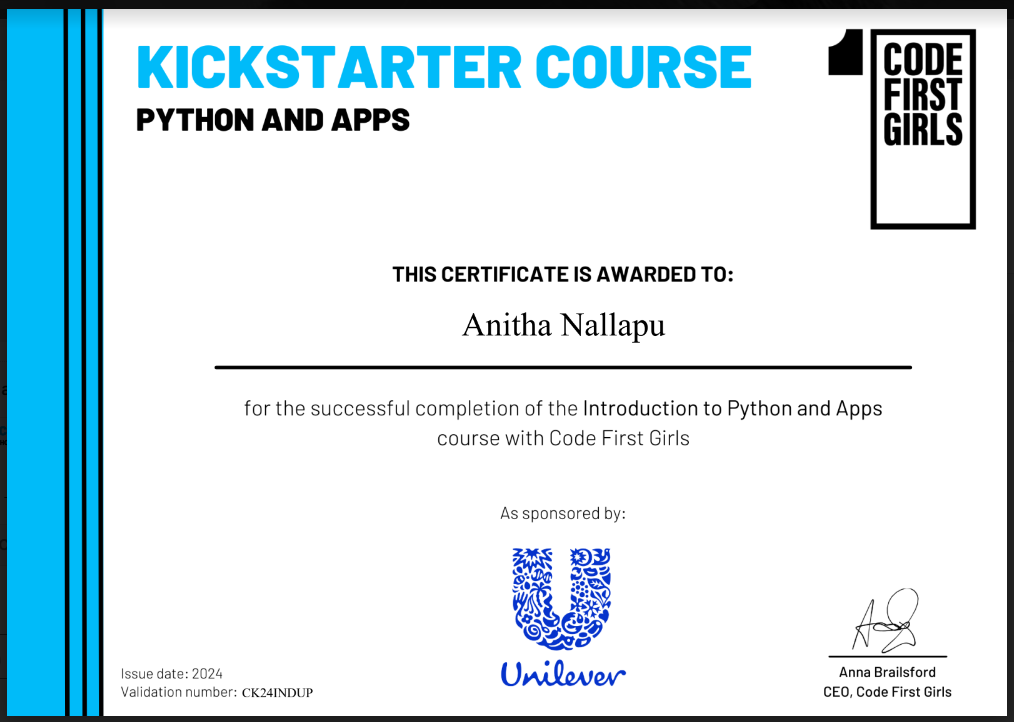 KICKSTARTER COURSE
PYTHON AND APPS
CODE
FIRST
GIRLS
THIS CERTIFICATE IS AWARDED TO:
Anitha Nallapu
for the successful completion of the Introduction to Python and Apps
course with Code First Girls
As sponsored by:
Unilever
Issue date: 2024
Validation number: CK24INDUP
Anna Brailsford
CEO, Code First Girls